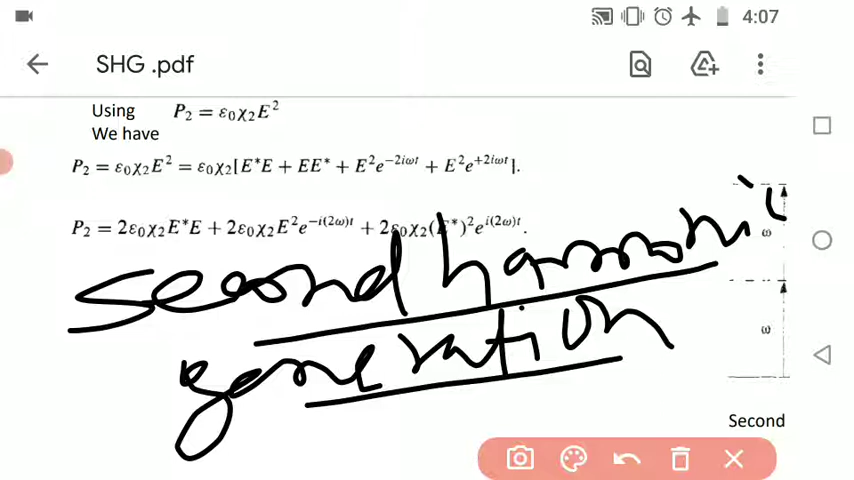 4:07
SHG .pdf
Using P₂ = ε₀χ₂E²
We have
P₂ = ε₀χ₂E² = ε₀χ₂[E*E + EE* + E²e⁻²ⁱωᵗ + E²e⁺²ⁱωᵗ].
P₂ = 2ε₀χ₂E*E + 2ε₀χ₂E²e^{-i(2ω)t} + 2ε₀χ₂(E*)²e^{i(2ω)t}.
second harmonic
generation
ω
ω
Second